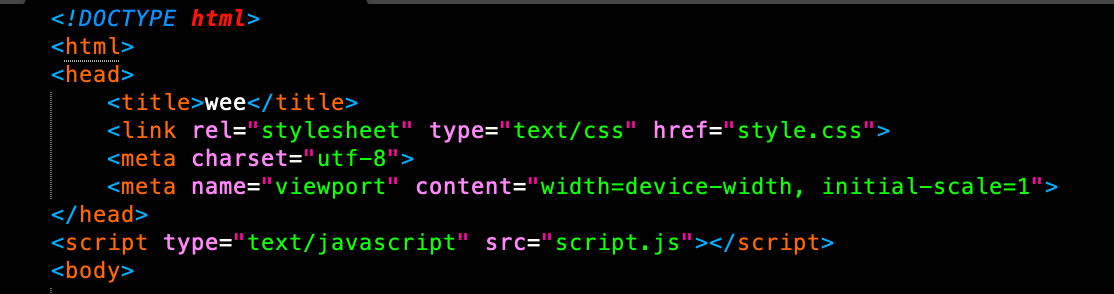 <!DOCTYPE html>
<html>
<head>
    <title>wee</title>
    <link rel="stylesheet" type="text/css" href="style.css">
    <meta charset="utf-8">
    <meta name="viewport" content="width=device-width, initial-scale=1">
</head>
<script type="text/javascript" src="script.js"></script>
<body>